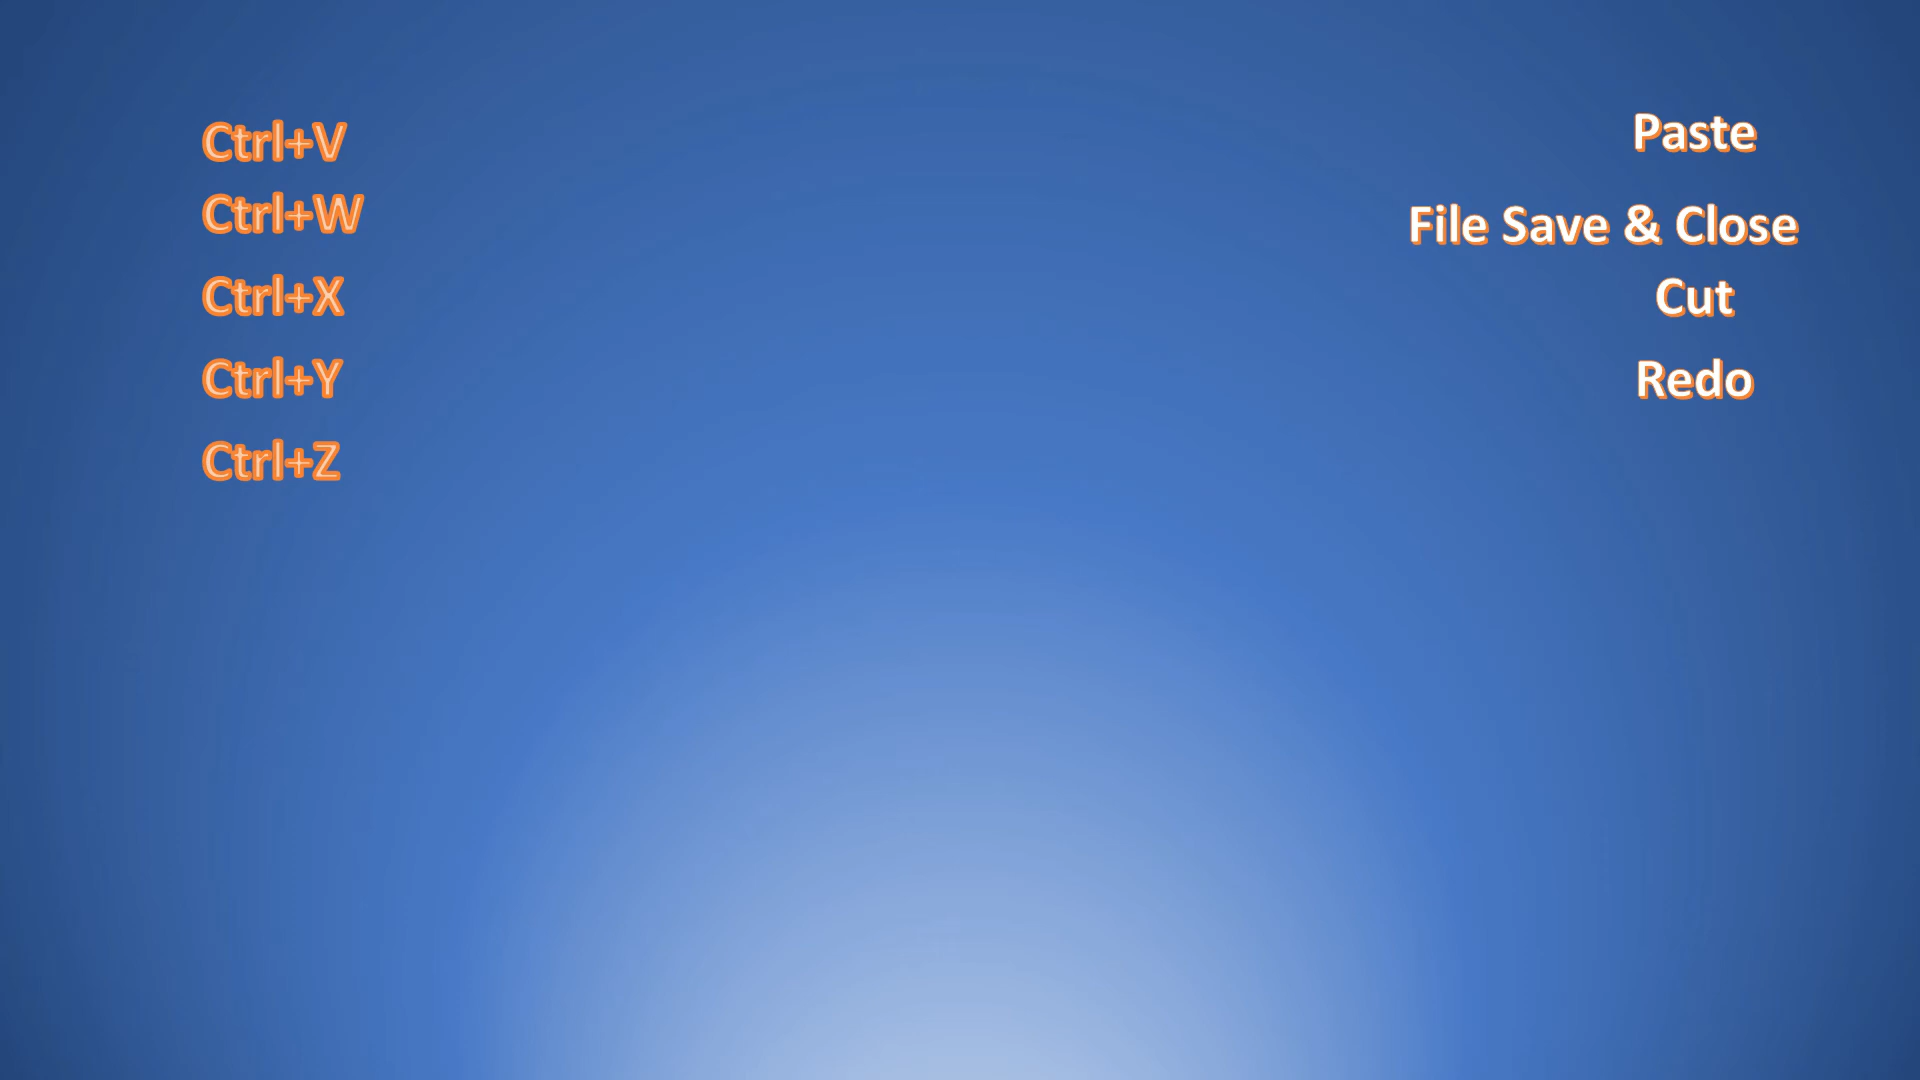 Ctrl+V Paste
Ctrl+W File Save & Close
Ctrl+X Cut
Ctrl+Y Redo
Ctrl+Z